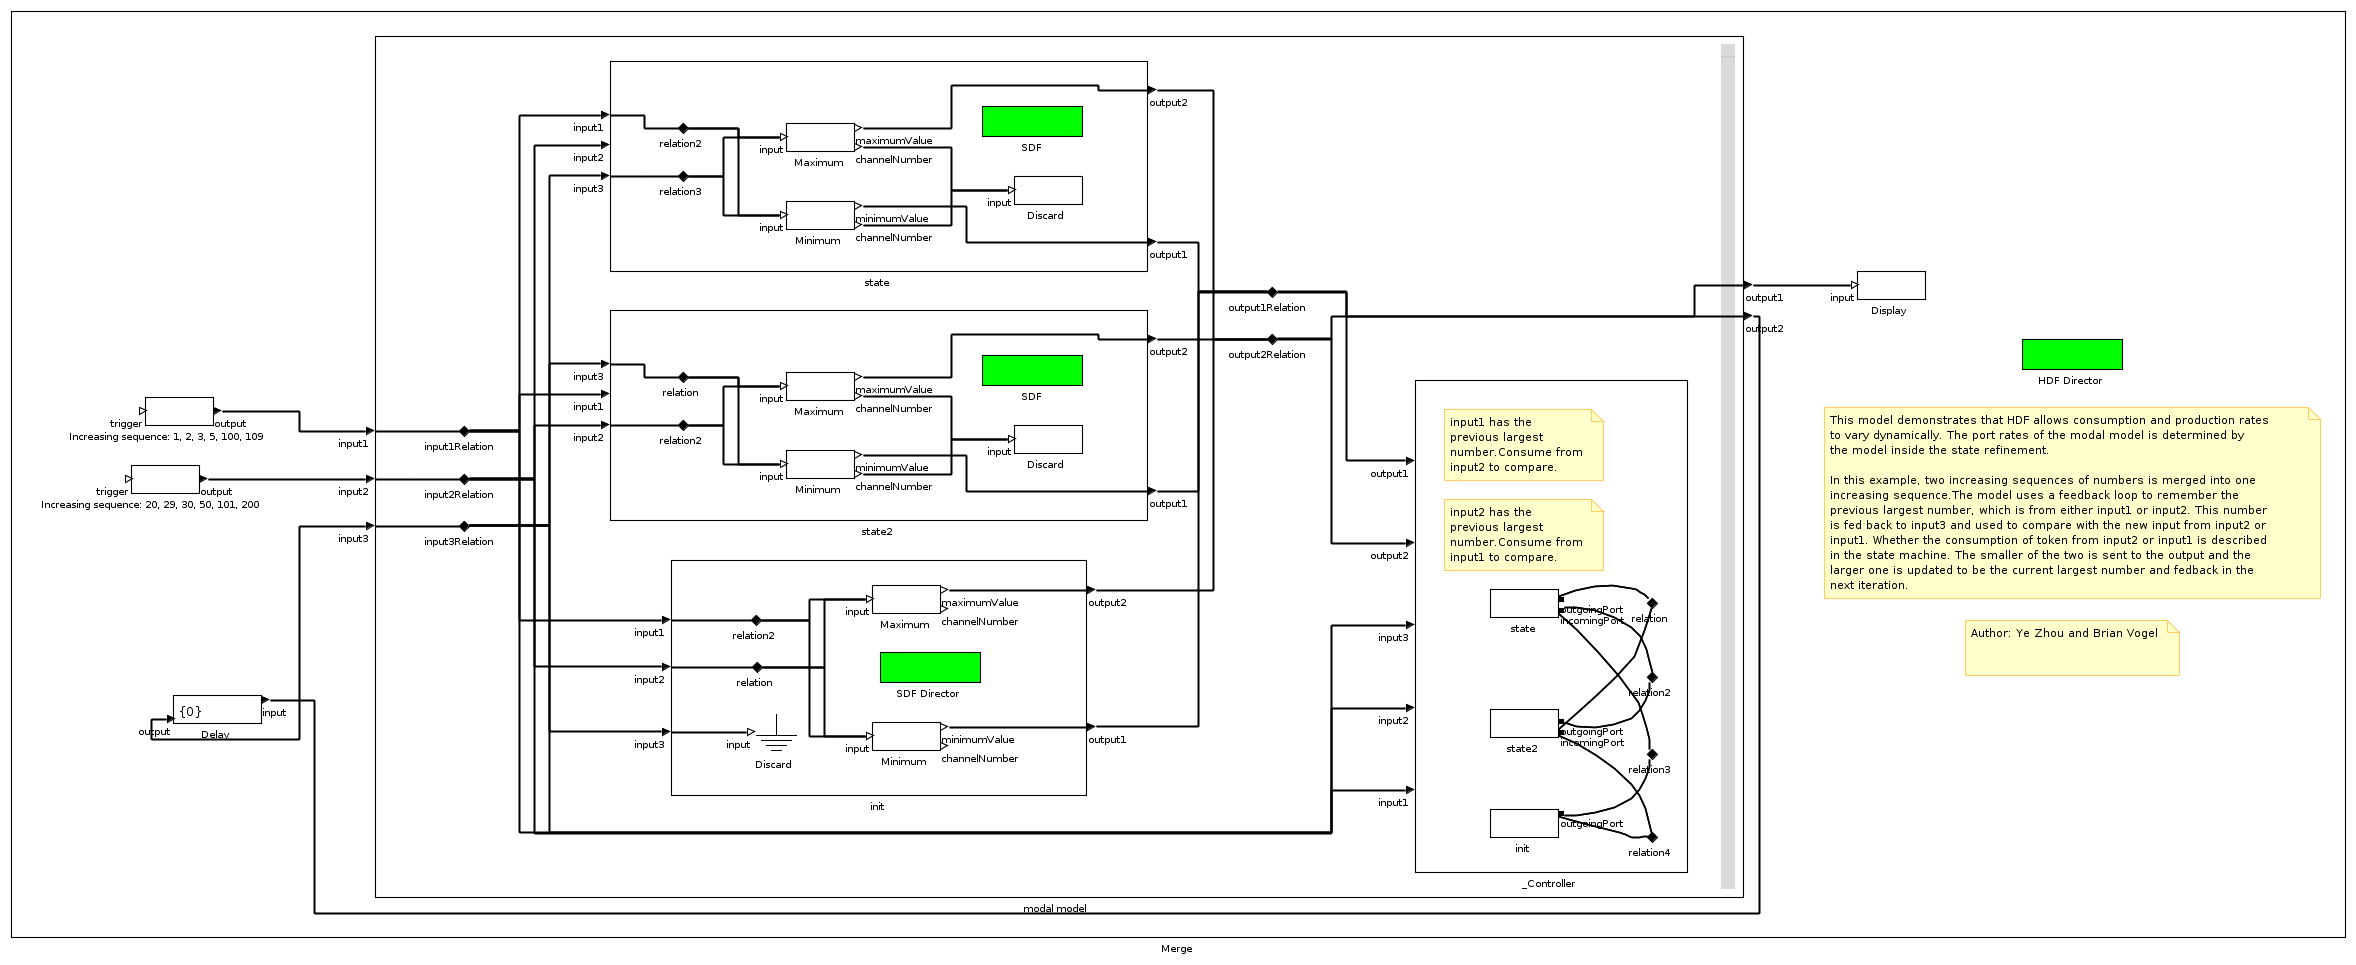 output2
SDF
input1
relation2
maximumValue
input
Maximum
channelNumber
input2
input3
relation3
input
Discard
minimumValue
input
Minimum
channelNumber
output1
state
output1Relation
output1
input
Display
output2
output2
output2Relation
SDF
input3
relation
maximumValue
input
Maximum
channelNumber
input1
input2
relation2
input
Discard
minimumValue
input
Minimum
channelNumber
output1
state2
HDF Director
This model demonstrates that HDF allows consumption and production rates
to vary dynamically. The port rates of the modal model is determined by
the model inside the state refinement.
In this example, two increasing sequences of numbers is merged into one
increasing sequence.The model uses a feedback loop to remember the
previous largest number, which is from either input1 or input2. This number
is fed back to input3 and used to compare with the new input from input2 or
input1. Whether the consumption of token from input2 or input1 is described
in the state machine. The smaller of the two is sent to the output and the
larger one is updated to be the current largest number and fedback in the
next iteration.
Author: Ye Zhou and Brian Vogel
trigger
output
Increasing sequence: 1, 2, 3, 5, 100, 109
input1
input1Relation
trigger
output
Increasing sequence: 20, 29, 30, 50, 101, 200
input2
input2Relation
input3
input3Relation
output1
output2
input3
input2
input1
input1 has the
previous largest
number.Consume from
input2 to compare.
input2 has the
previous largest
number.Consume from
input1 to compare.
outgoingPort
incomingPort
state
relation
relation2
outgoingPort
incomingPort
state2
relation3
outgoingPort
init
relation4
_Controller
input1
relation2
input
Maximum
maximumValue
channelNumber
output2
input2
relation
SDF Director
input3
input
Discard
input
Minimum
minimumValue
channelNumber
output1
init
{0}
input
output
Delay
modal model
Merge